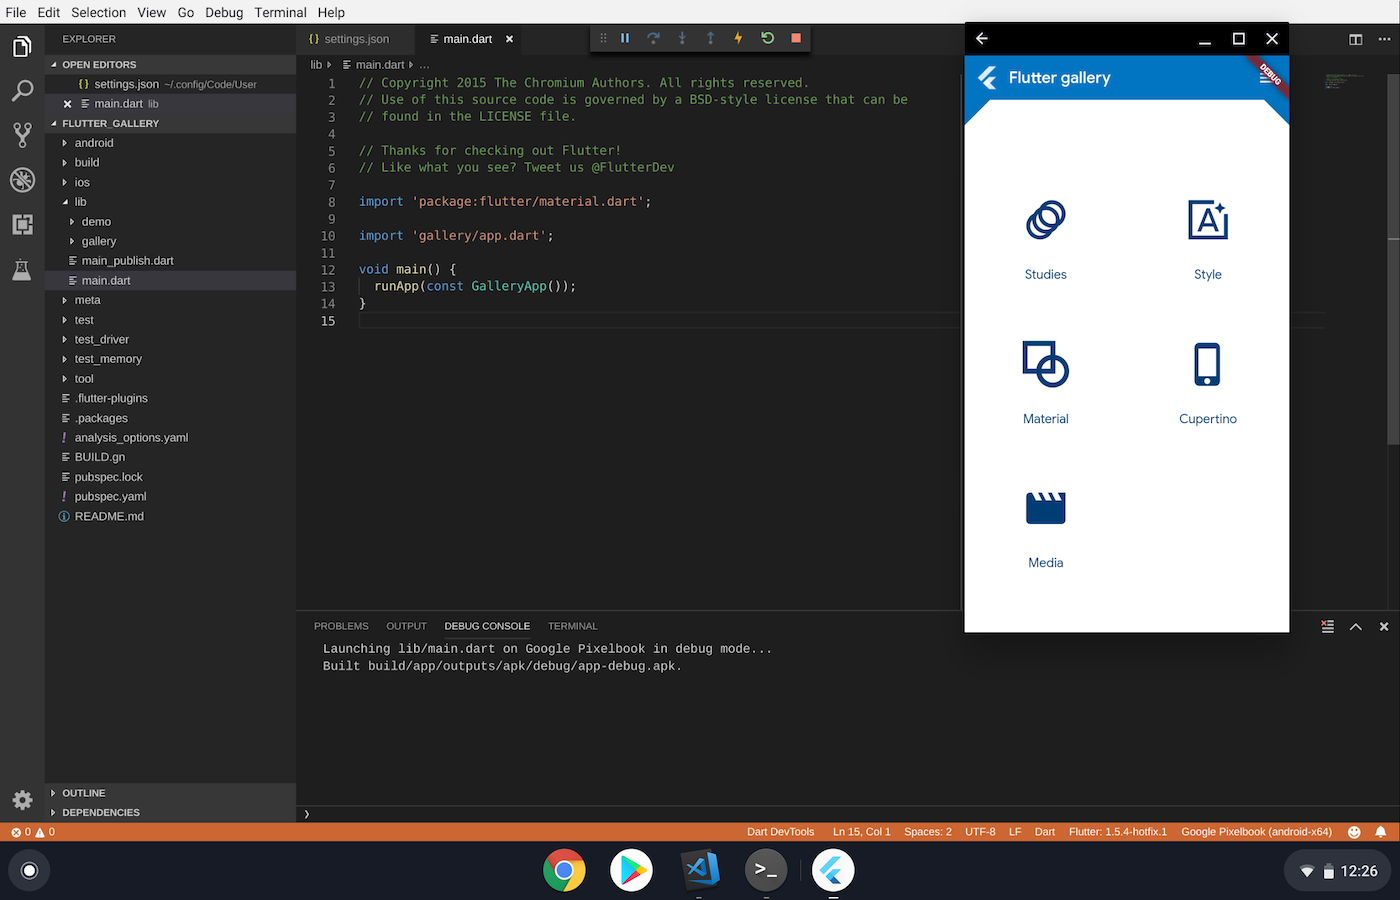 File Edit Selection View Go Debug Terminal Help
EXPLORER
OPEN EDITORS
{} settings.json ~/.config/Code/User
main.dart lib
FLUTTER_GALLERY
android
build
ios
lib
demo
gallery
main_publish.dart
main.dart
meta
test
test_driver
test_memory
tool
.flutter-plugins
.packages
! analysis_options.yaml
BUILD.gn
pubspec.lock
! pubspec.yaml
README.md
OUTLINE
DEPENDENCIES
{} settings.json
main.dart
lib main.dart ...
1 // Copyright 2015 The Chromium Authors. All rights reserved.
2 // Use of this source code is governed by a BSD-style license that can be
3 // found in the LICENSE file.
4
5 // Thanks for checking out Flutter!
6 // Like what you see? Tweet us @FlutterDev
7
8 import 'package:flutter/material.dart';
9
10 import 'gallery/app.dart';
11
12 void main() {
13 runApp(const GalleryApp());
14 }
15
Flutter gallery
DEBUG
Studies
Style
Material
Cupertino
Media
PROBLEMS OUTPUT DEBUG CONSOLE TERMINAL
Launching lib/main.dart on Google Pixelbook in debug mode...
Built build/app/outputs/apk/debug/app-debug.apk.
0 0
Dart DevTools Ln 15, Col 1 Spaces: 2 UTF-8 LF Dart Flutter: 1.5.4-hotfix.1 Google Pixelbook (android-x64)
12:26